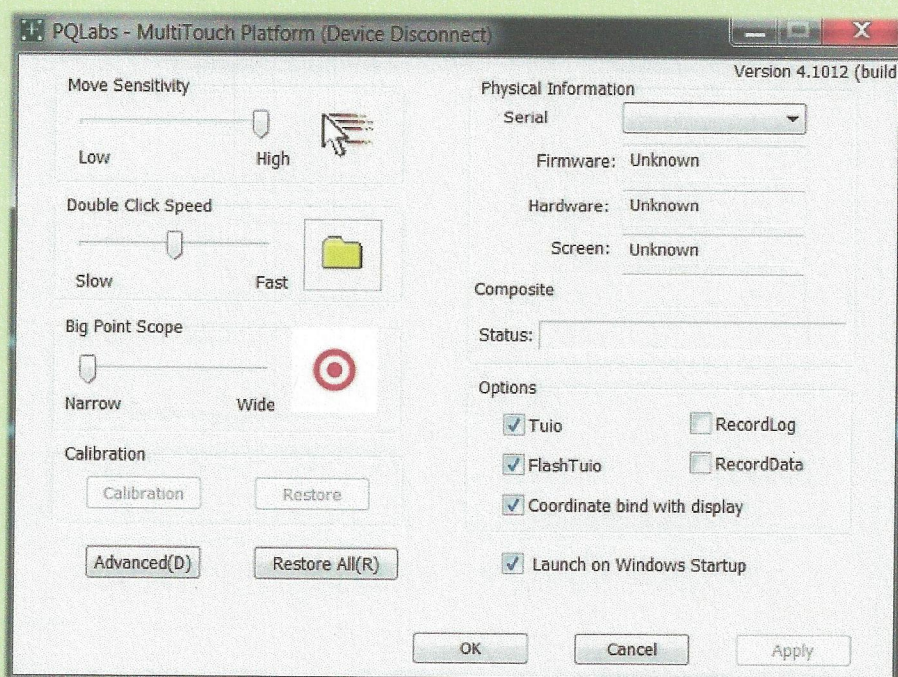 PQLabs - MultiTouch Platform (Device Disconnect)
Version 4.1012 (build
Move Sensitivity
Low High
Double Click Speed
Slow Fast
Big Point Scope
Narrow Wide
Calibration
Calibration Restore
Advanced(D) Restore All(R)
Physical Information
Serial
Firmware: Unknown
Hardware: Unknown
Screen: Unknown
Composite
Status:
Options
Tuio RecordLog
FlashTuio RecordData
Coordinate bind with display
Launch on Windows Startup
OK Cancel Apply